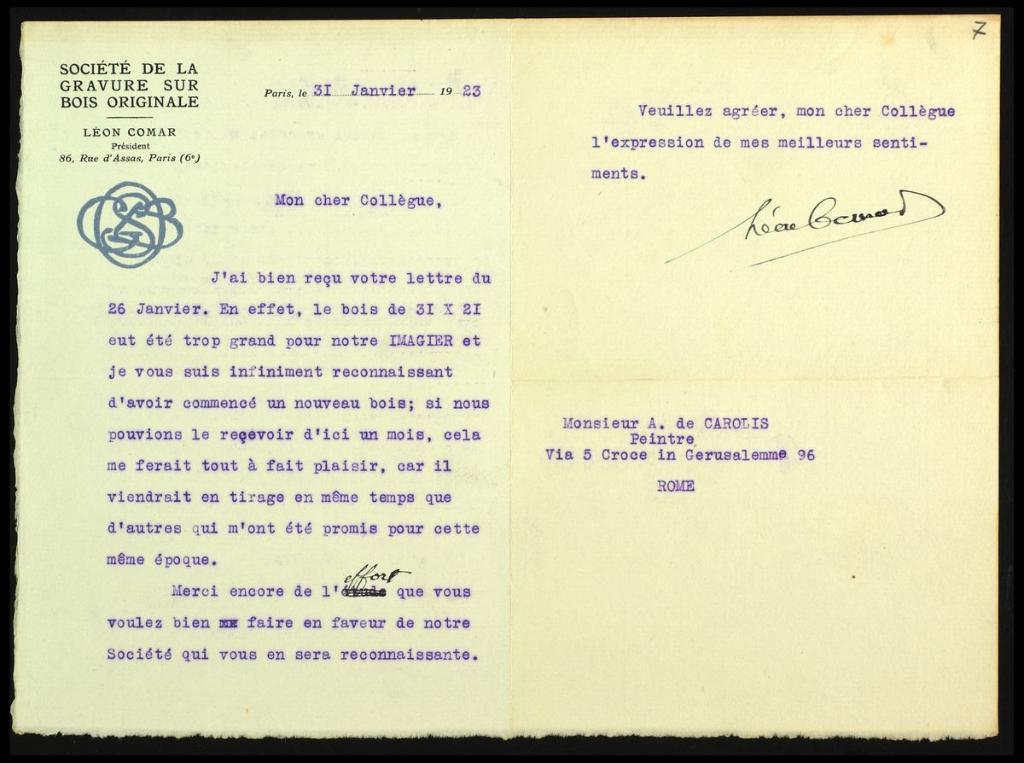 SOCIÉTÉ DE LA
GRAVURE SUR
BOIS ORIGINALE
LÉON COMAR
Président
86, Rue d'Assas, Paris (6e)
Paris, le 3I Janvier 19 23
Mon cher Collègue,
J'ai bien reçu votre lettre du
26 Janvier. En effet, le bois de 3I X 2I
eut été trop grand pour notre IMAGIER et
je vous suis infiniment reconnaissant
d'avoir commencé un nouveau bois; si nous
pouvions le reçevoir d'ici un mois, cela
me ferait tout à fait plaisir, car il
viendrait en tirage en même temps que
d'autres qui m'ont été promis pour cette
même époque.
Merci encore de l'effort que vous
voulez bien faire en faveur de notre
Société qui vous en sera reconnaissante.
7
Veuillez agréer, mon cher Collègue
l'expression de mes meilleurs senti-
ments.
Monsieur A. de CAROLIS
Peintre
Via 5 Croce in Gerusalemme 96
ROME